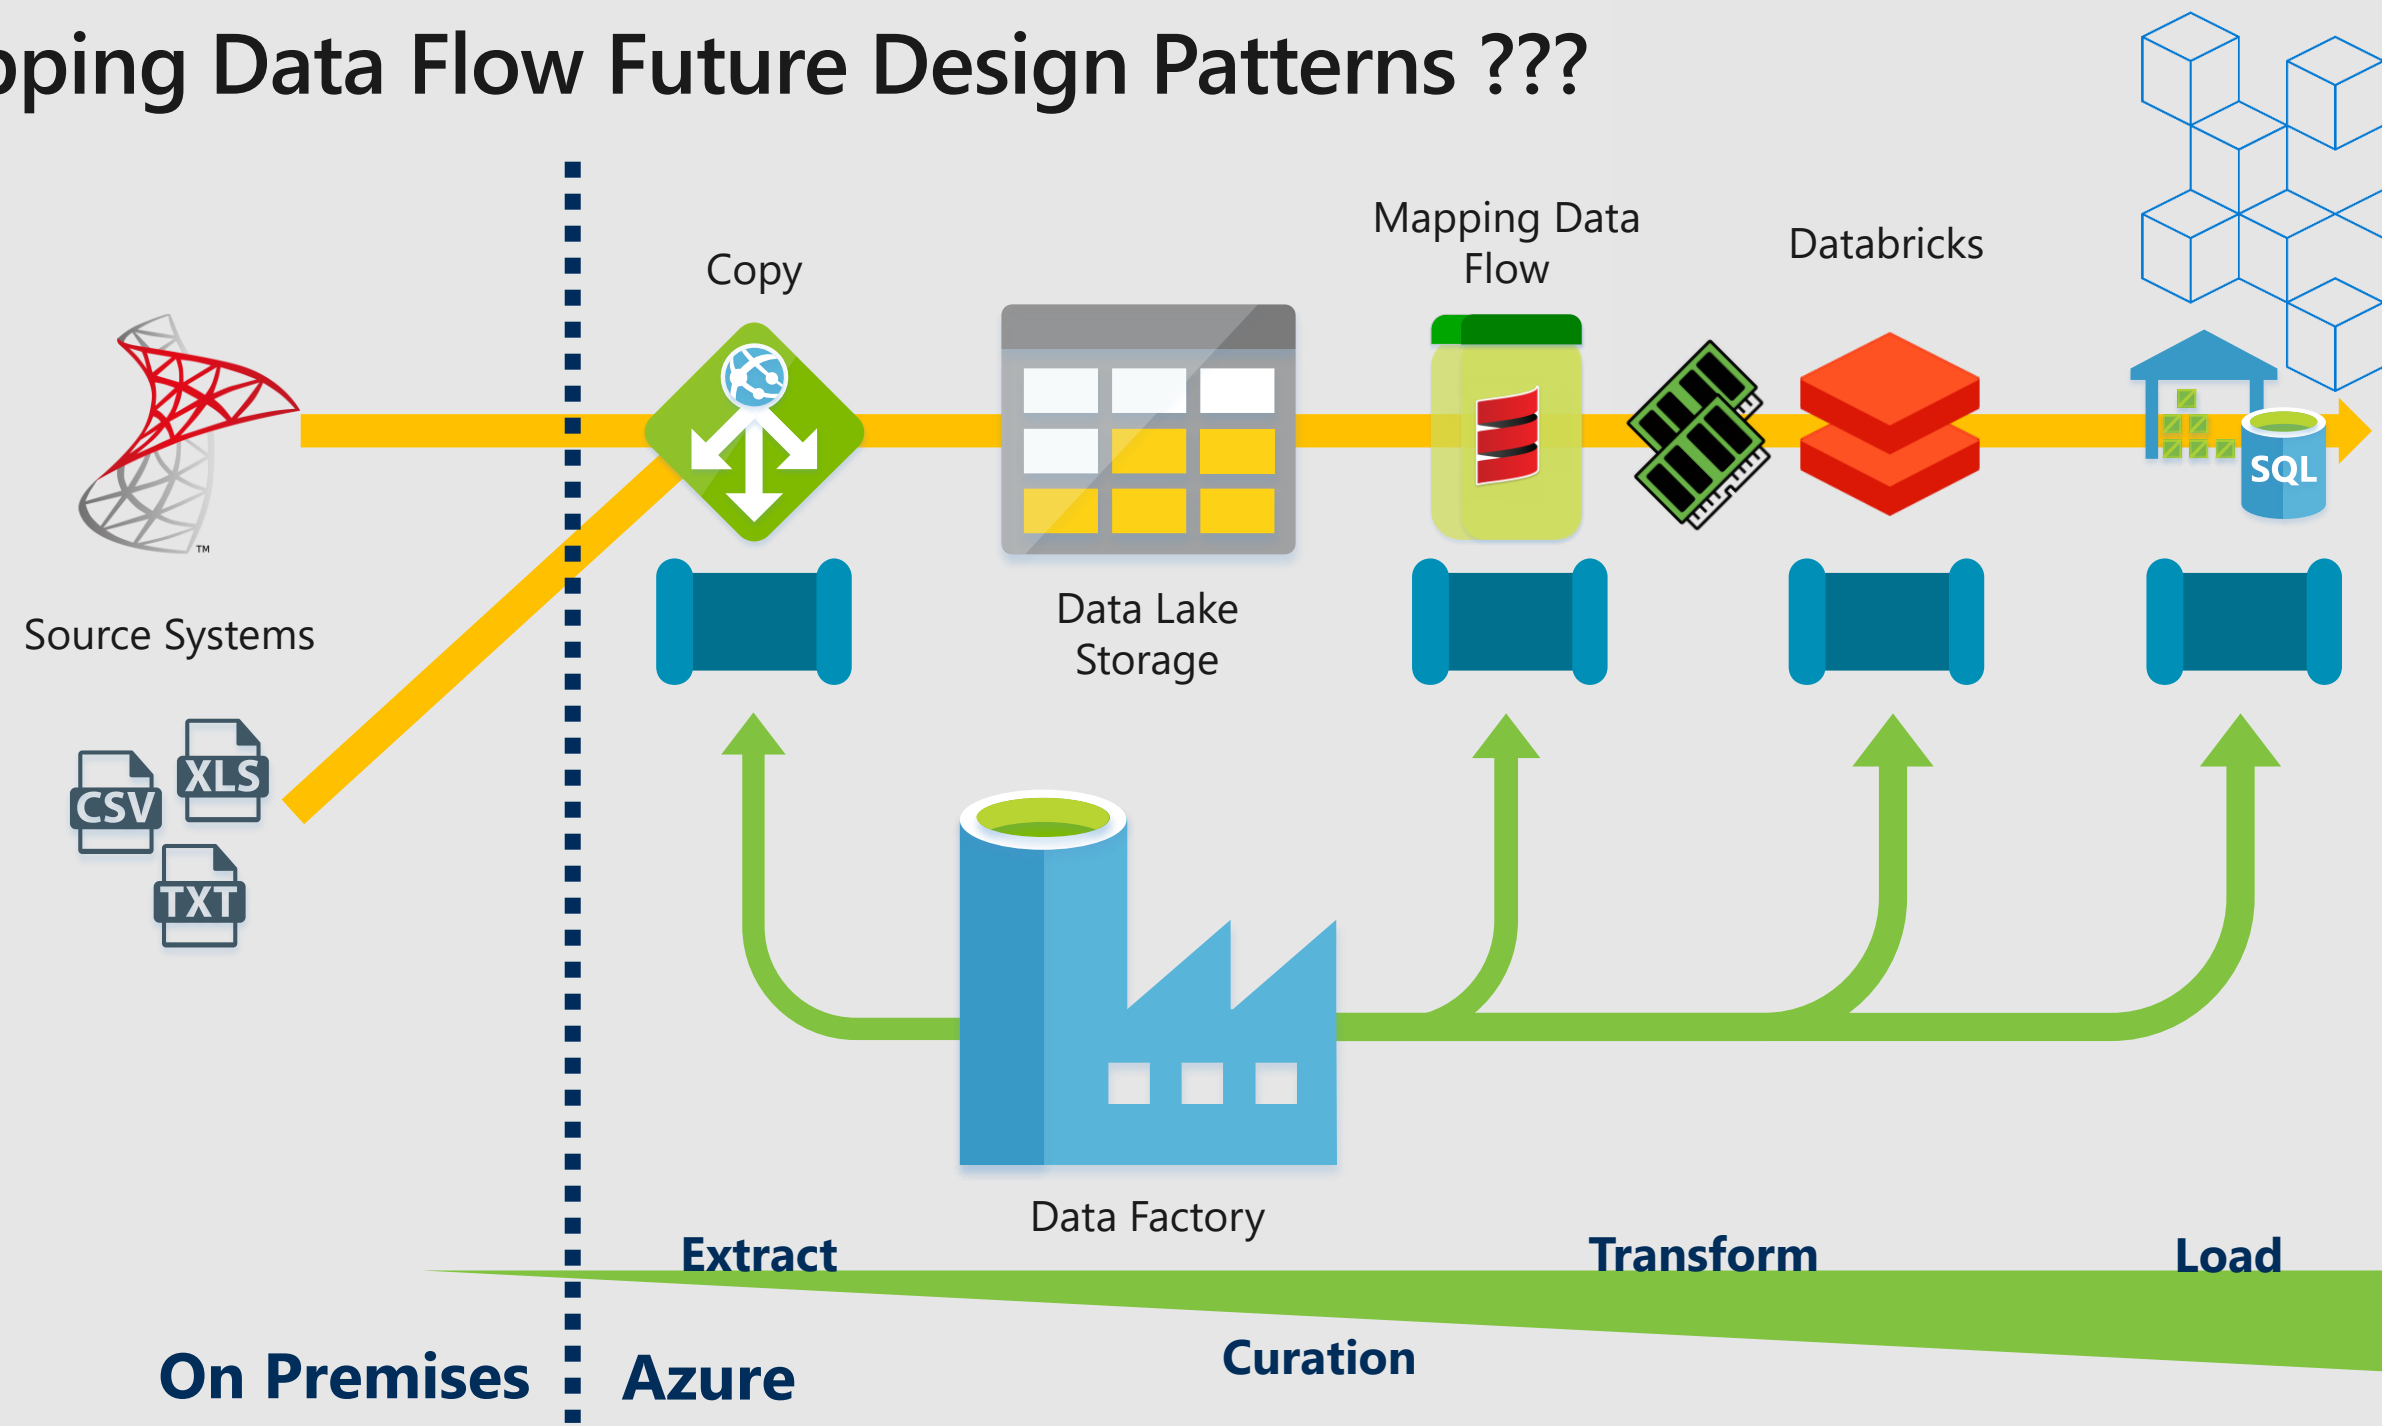 pping Data Flow Future Design Patterns ???
Mapping Data
Flow
Databricks
Copy
TM
SQL
Source Systems
Data Lake
Storage
XLS
CSV
TXT
Data Factory
Extract
Transform
Load
Curation
On Premises
Azure